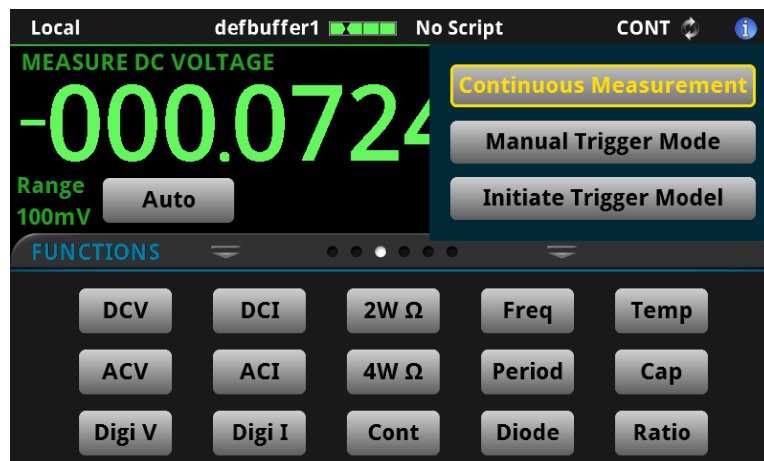 Local defbuffer1 No Script CONT i
MEASURE DC VOLTAGE
-000.0724
Range
100mV
Auto
Continuous Measurement
Manual Trigger Mode
Initiate Trigger Model
FUNCTIONS
DCV DCI 2W Ω Freq Temp
ACV ACI 4W Ω Period Cap
Digi V Digi I Cont Diode Ratio